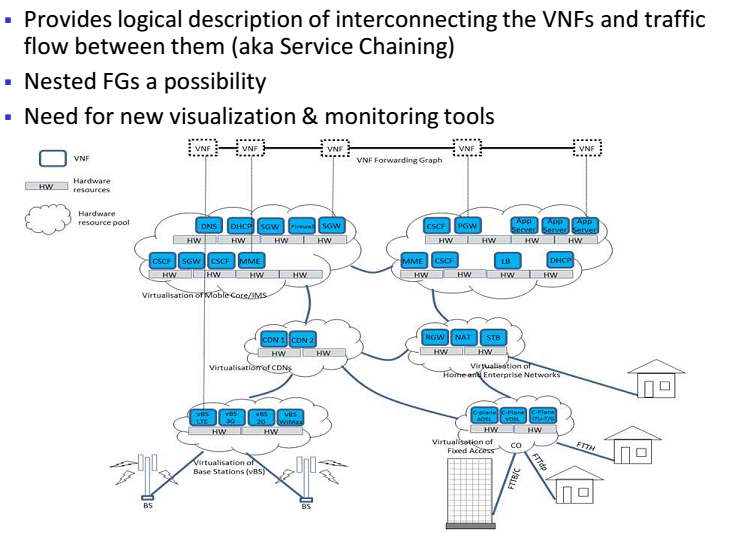 Provides logical description of interconnecting the VNFs and traffic
flow between them (aka Service Chaining)
Nested FGs a possibility
Need for new visualization & monitoring tools
VNF VNF VNF VNF VNF
VNF Forwarding Graph
VNF
HW
Hardware
resources
Hardware
resource pool
DNS DHCP SGW Firewall SGW
HW HW HW HW
CSCF SGW CSCF MME
HW HW HW HW
Virtualisation of Moble Core/IMS
CSCF PGW App Server App Server App Server
HW HW HW HW
MME CSCF LB DHCP
HW HW HW HW
CDN 1 CDN 2
HW HW
Virtualisation of CDNs
RGW NAT STB
HW HW
Virtualisation of
Home and Enterprise Networks
vBS LTE vBS 3G vBS 2G vBS WiMax
HW HW
Virtualisation of
Base Stations (vBS)
BS BS
C-plane ADSL C-Plane VDSL C-Plane ITU-T/G
HW HW
Virtualisation of
Fixed Access
CO
FTTH
FTTdp
FTTB/C